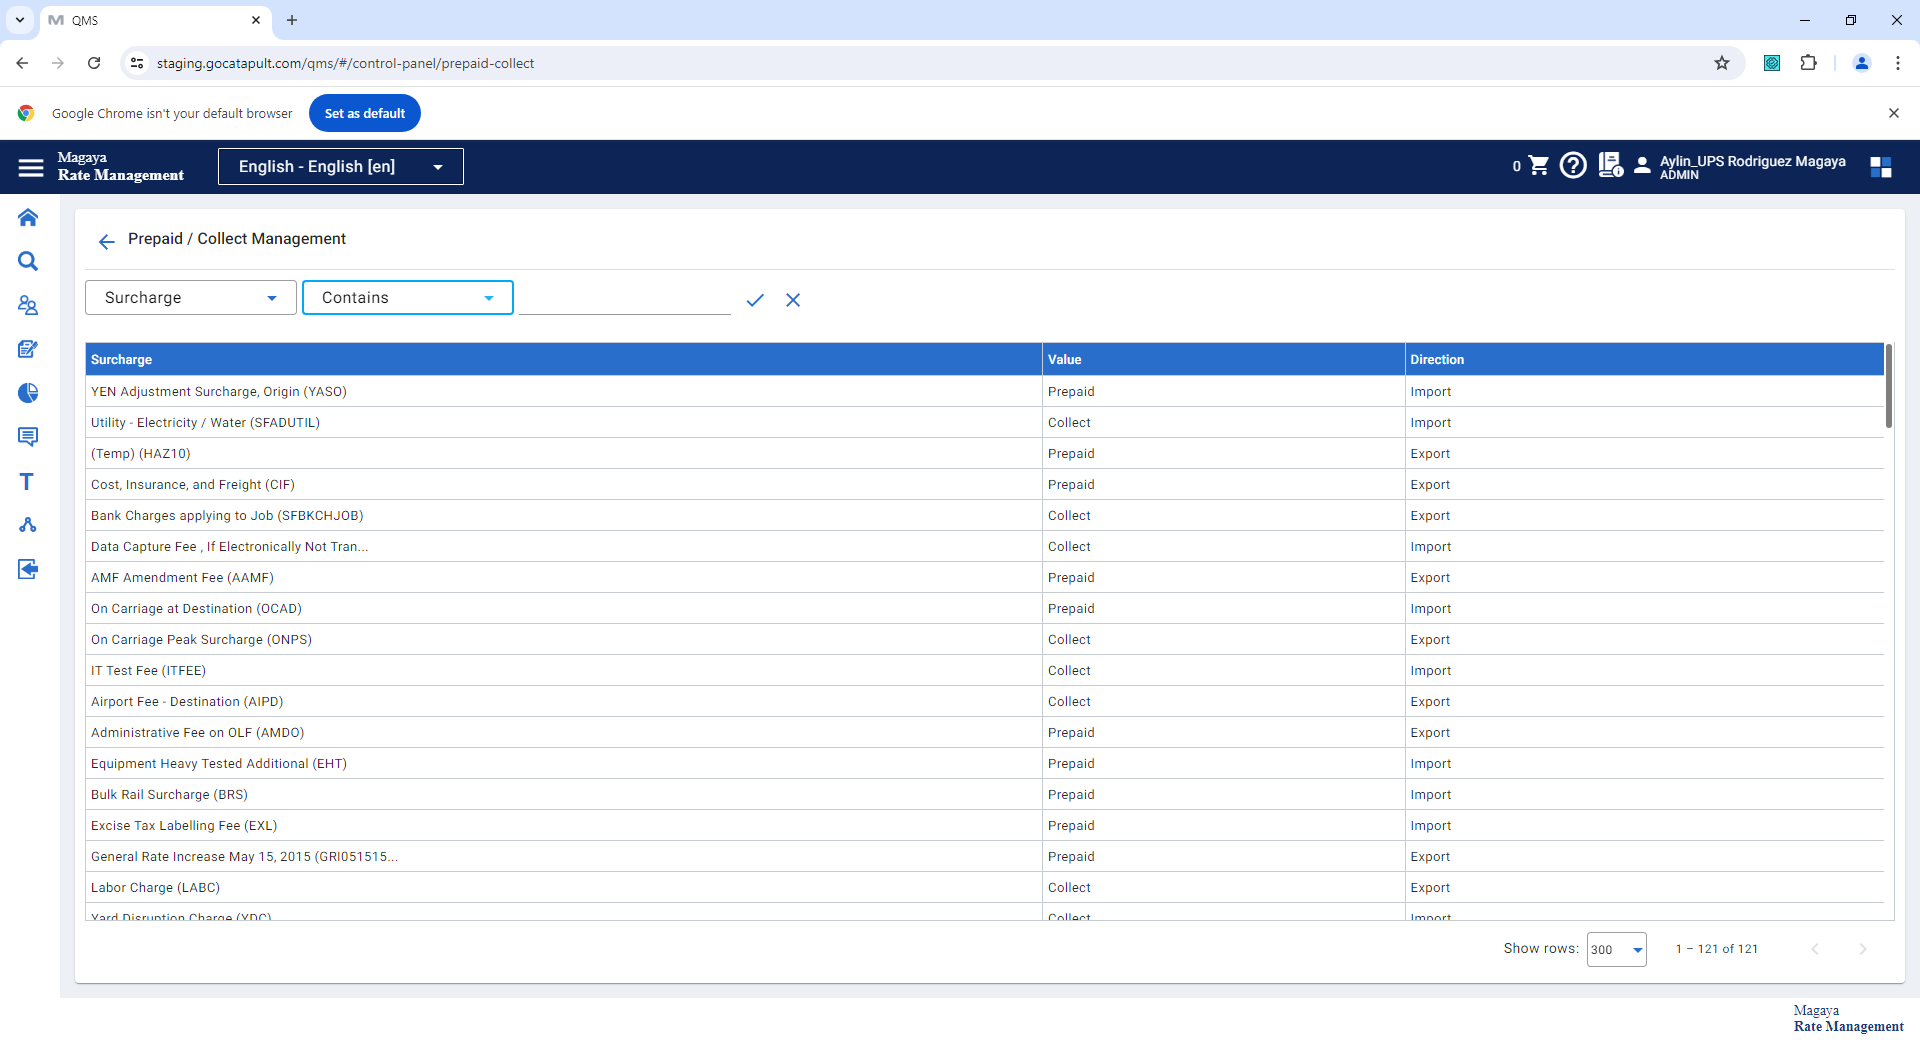 QMS
staging.gocatapult.com/qms/#/control-panel/prepaid-collect
Google Chrome isn't your default browser
Set as default
Magaya
Rate Management
English - English [en]
0
Aylin_UPS Rodriguez Magaya
ADMIN
Prepaid / Collect Management
Surcharge
Contains
Surcharge Value Direction
YEN Adjustment Surcharge, Origin (YASO) Prepaid Import
Utility - Electricity / Water (SFADUTIL) Collect Import
(Temp) (HAZ10) Prepaid Export
Cost, Insurance, and Freight (CIF) Prepaid Export
Bank Charges applying to Job (SFBKCHJOB) Collect Export
Data Capture Fee , If Electronically Not Tran... Collect Import
AMF Amendment Fee (AAMF) Prepaid Export
On Carriage at Destination (OCAD) Prepaid Import
On Carriage Peak Surcharge (ONPS) Collect Export
IT Test Fee (ITFEE) Collect Import
Airport Fee - Destination (AIPD) Collect Export
Administrative Fee on OLF (AMDO) Prepaid Export
Equipment Heavy Tested Additional (EHT) Prepaid Import
Bulk Rail Surcharge (BRS) Prepaid Import
Excise Tax Labelling Fee (EXL) Prepaid Import
General Rate Increase May 15, 2015 (GRI051515... Prepaid Export
Labor Charge (LABC) Collect Export
Yard Disruption Charge (YDC) Collect Import
Show rows: 300 1 – 121 of 121
Magaya
Rate Management